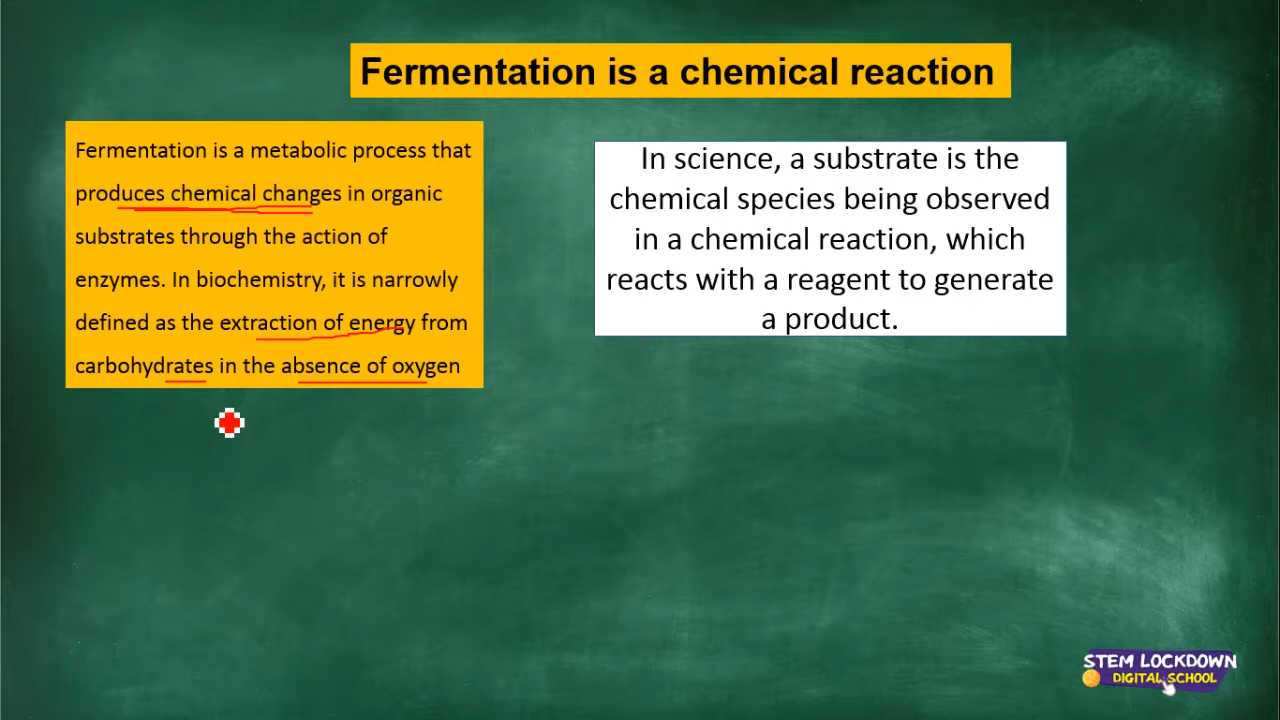 Fermentation is a chemical reaction
Fermentation is a metabolic process that
produces chemical changes in organic
substrates through the action of
enzymes. In biochemistry, it is narrowly
defined as the extraction of energy from
carbohydrates in the absence of oxygen
In science, a substrate is the
chemical species being observed
in a chemical reaction, which
reacts with a reagent to generate
a product.
STEM LOCKDOWN
DIGITAL SCHOOL